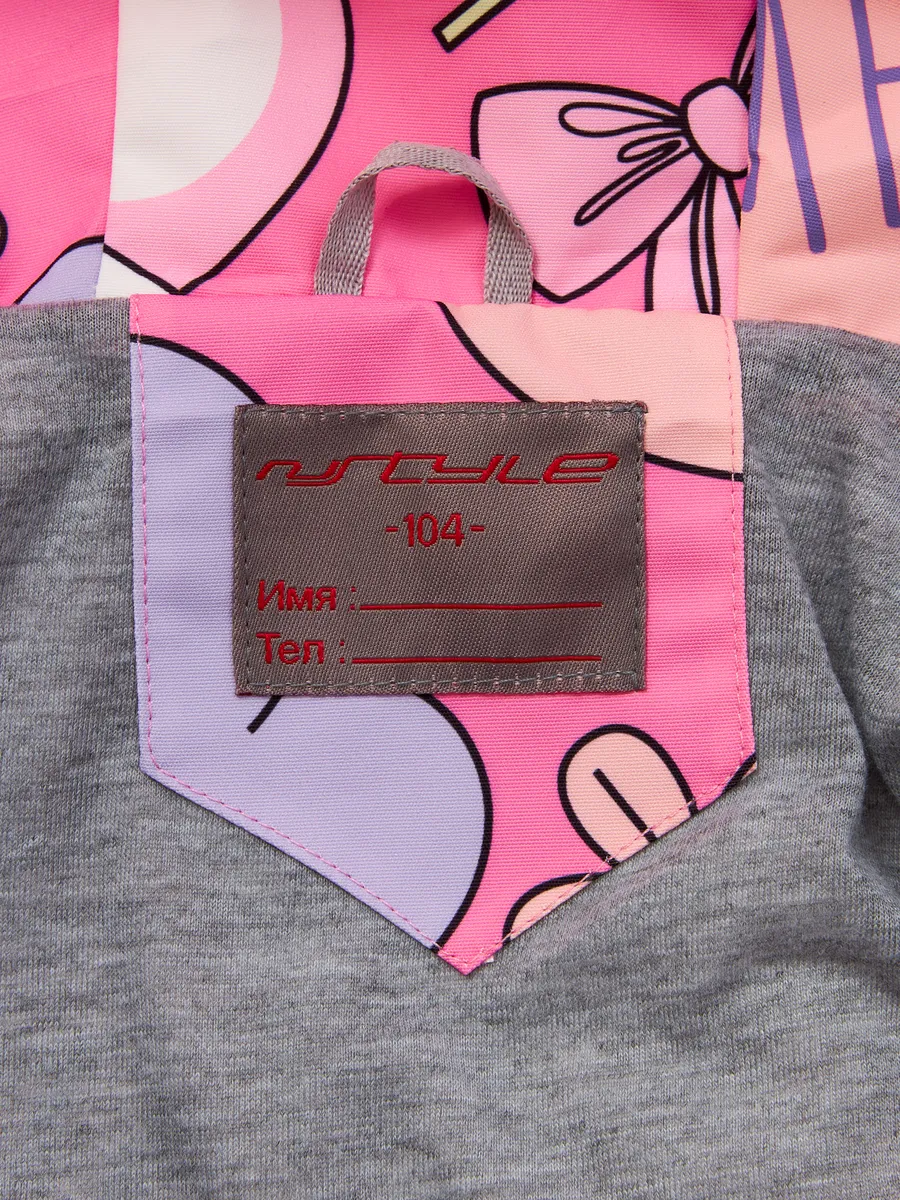 nystyle
-104-
Имя :
Тел :